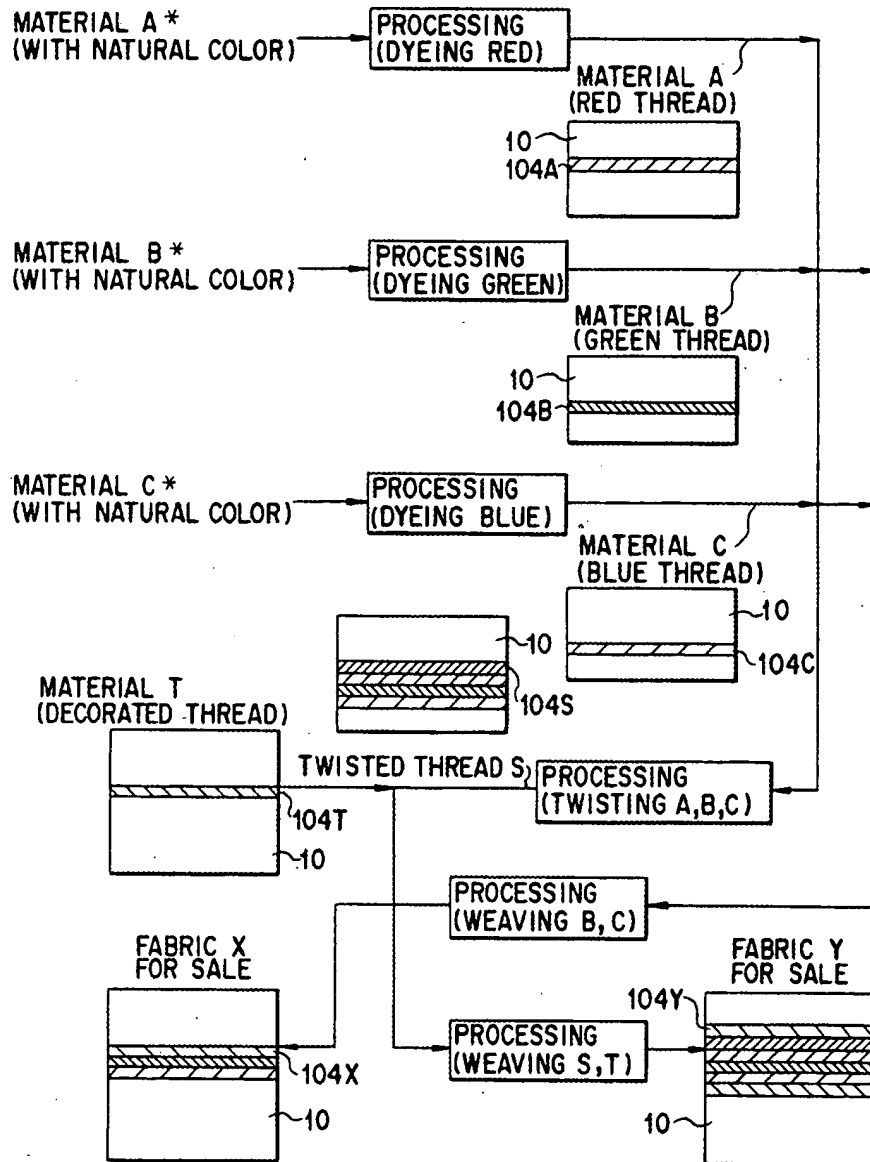 MATERIAL A*
(WITH NATURAL COLOR)
PROCESSING
(DYEING RED)
MATERIAL A
(RED THREAD)
10
104A
MATERIAL B*
(WITH NATURAL COLOR)
PROCESSING
(DYEING GREEN)
MATERIAL B
(GREEN THREAD)
10
104B
MATERIAL C*
(WITH NATURAL COLOR)
PROCESSING
(DYEING BLUE)
MATERIAL C
(BLUE THREAD)
10
104C
10
104S
MATERIAL T
(DECORATED THREAD)
104T
10
TWISTED THREAD S
PROCESSING
(TWISTING A,B,C)
PROCESSING
(WEAVING B,C)
FABRIC X
FOR SALE
104X
10
PROCESSING
(WEAVING S,T)
FABRIC Y
FOR SALE
104Y
10